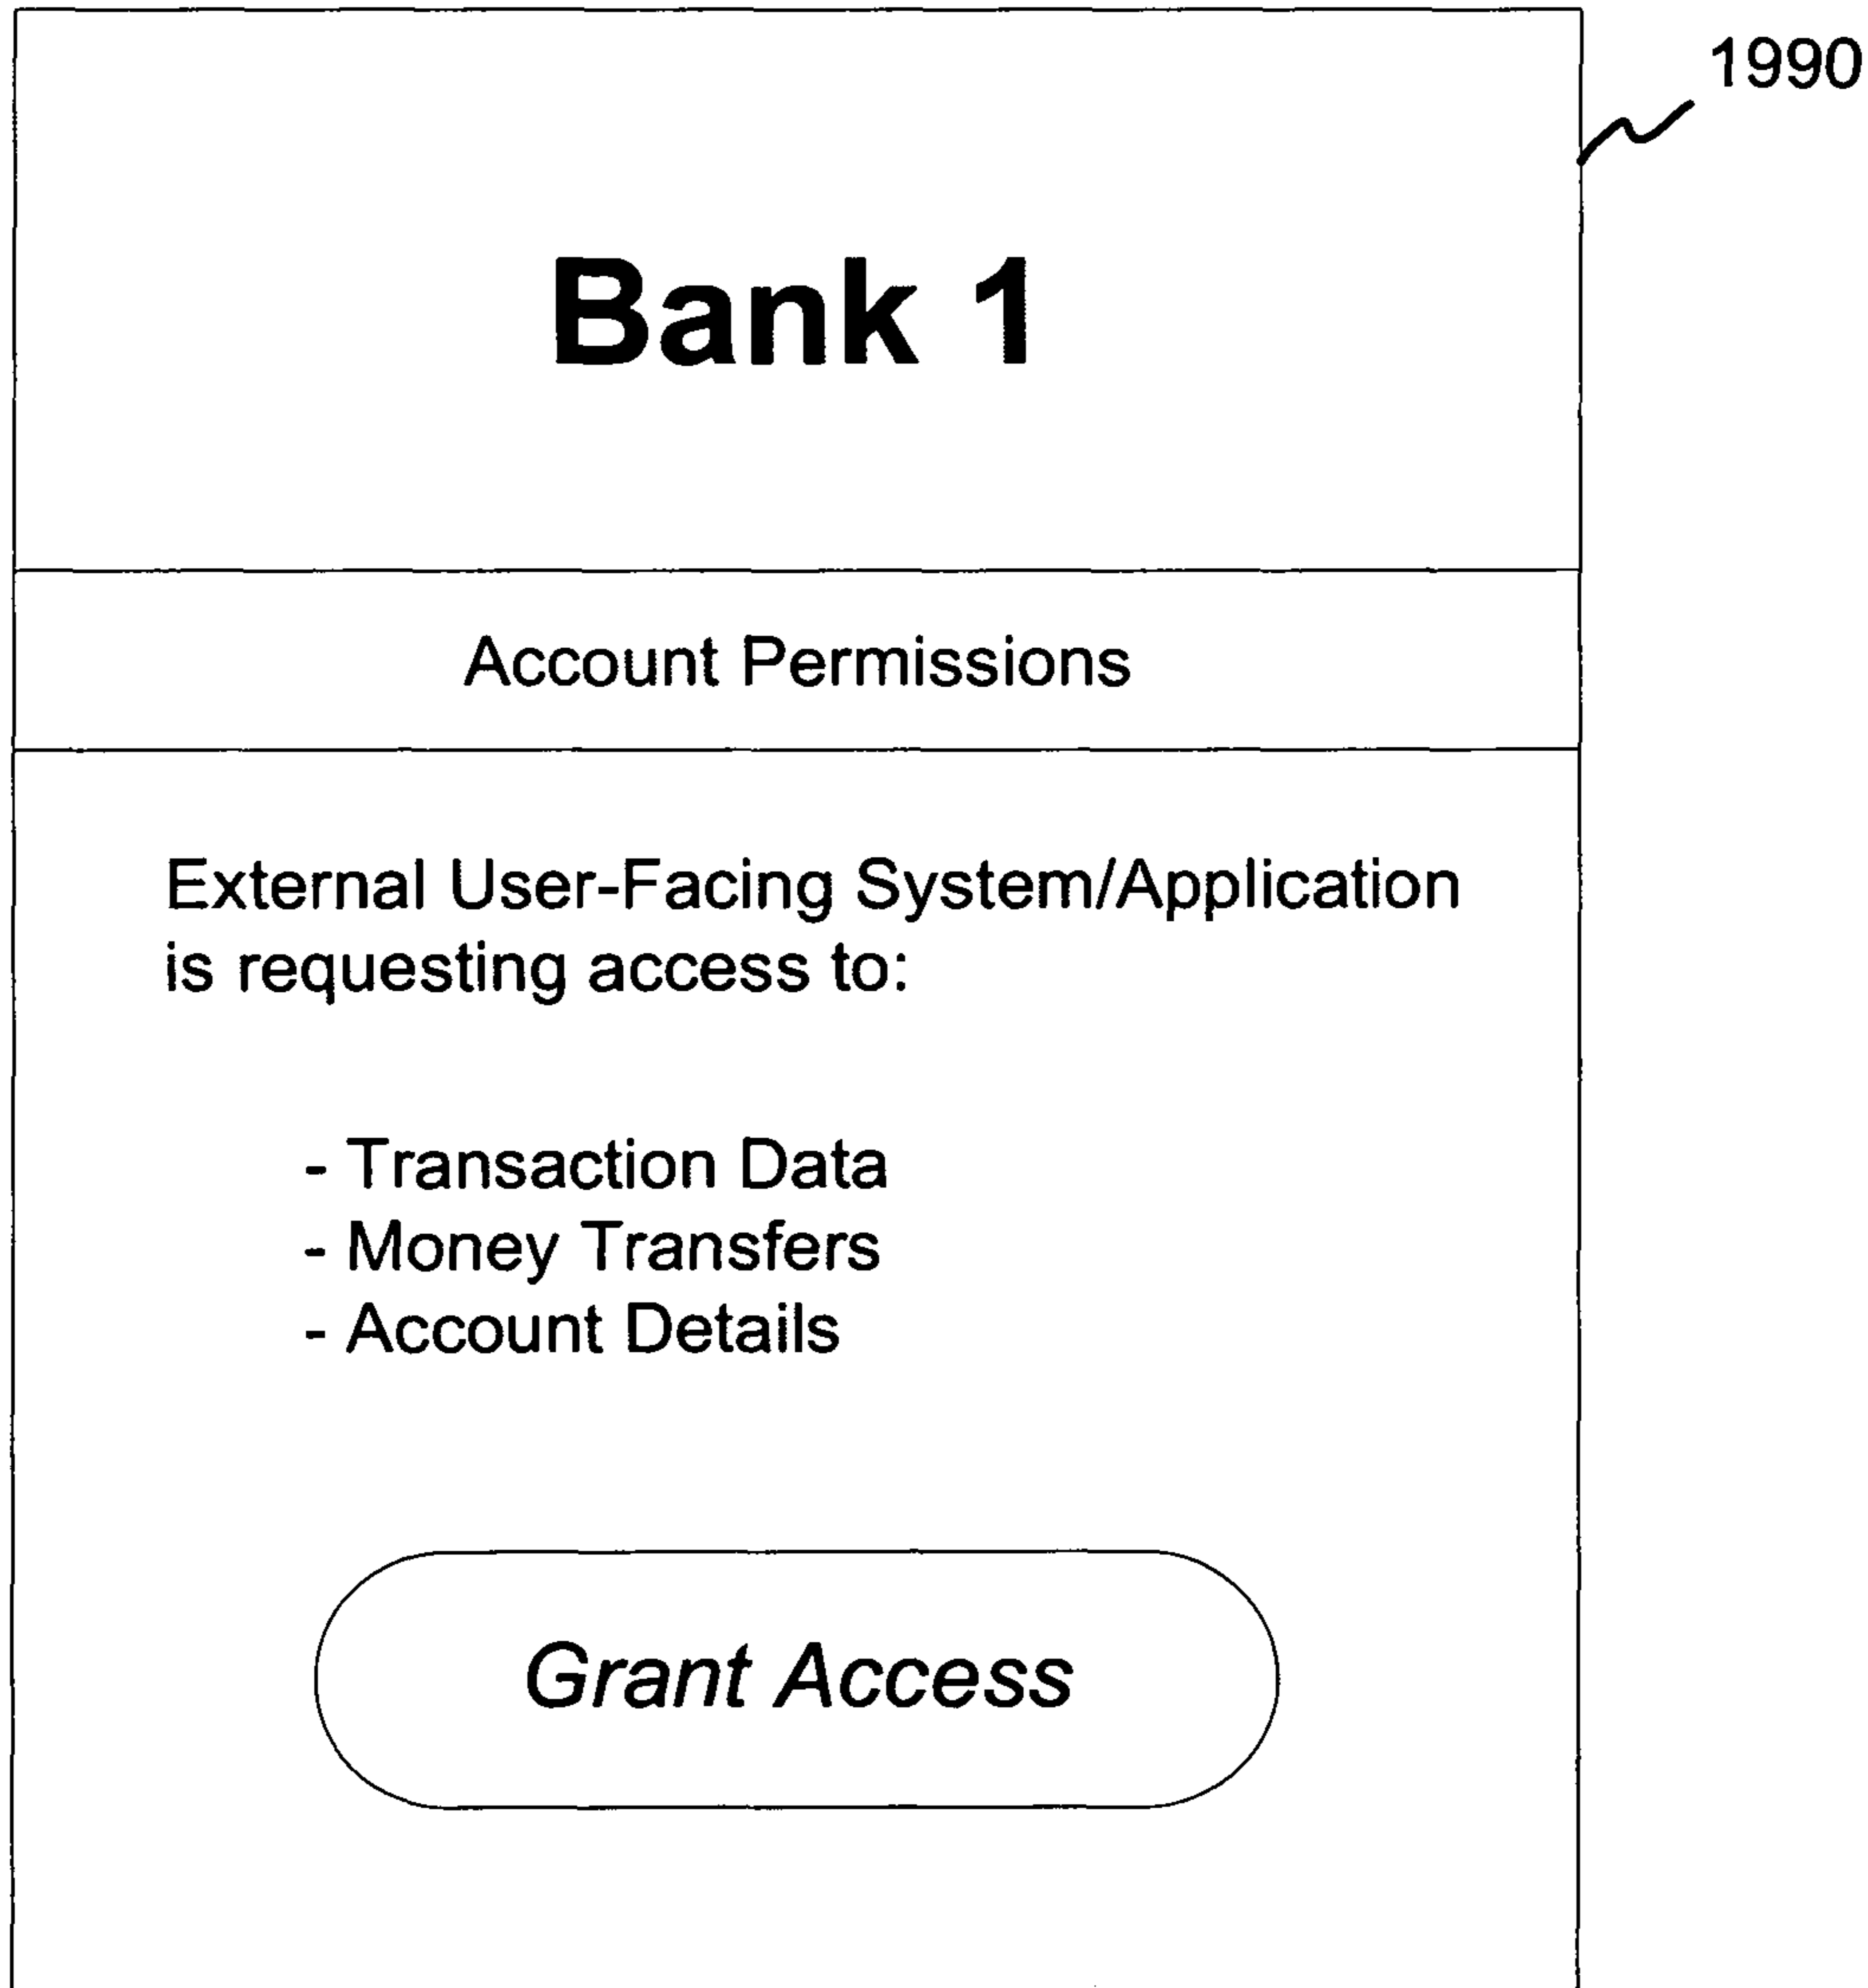 1990
Bank 1
Account Permissions
External User-Facing System/Application
is requesting access to:
- Transaction Data
- Money Transfers
- Account Details
Grant Access